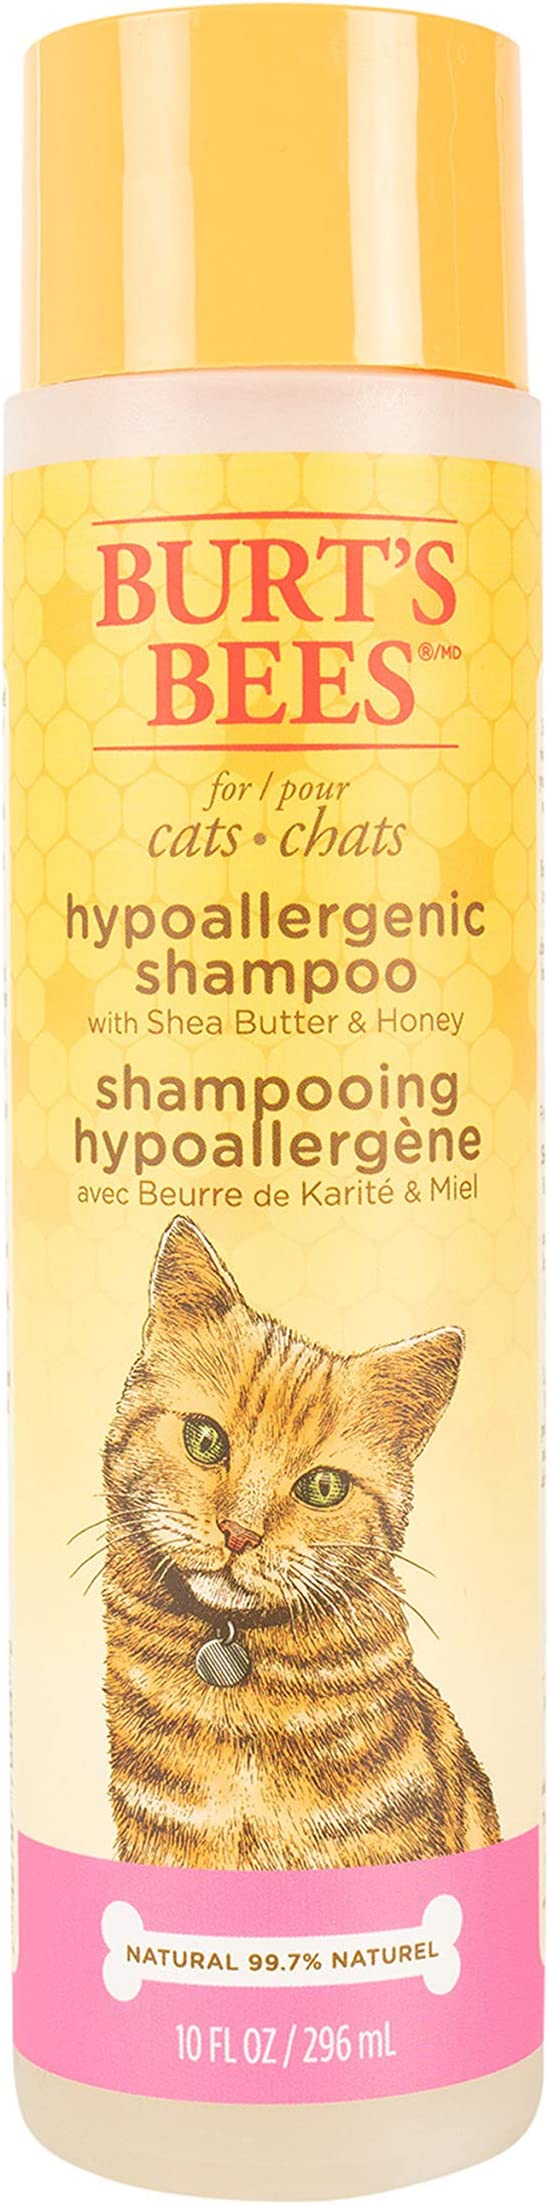 BURT'S
BEES®/MD
for / pour
cats • chats
hypoallergenic
shampoo
with Shea Butter & Honey
shampooing
hypoallergène
avec Beurre de Karité & Miel
NATURAL 99.7% NATUREL
10 FL OZ / 296 mL